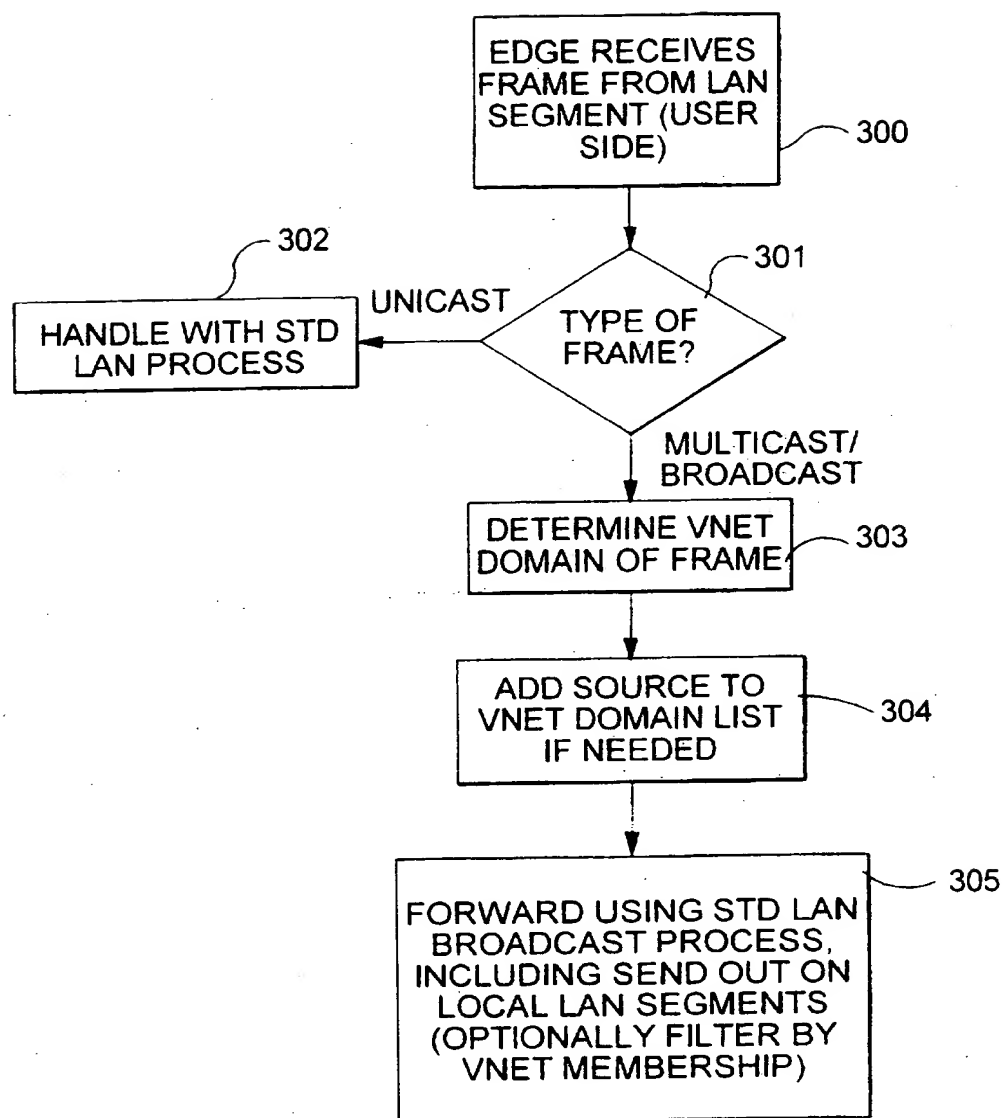 EDGE RECEIVES
FRAME FROM LAN
SEGMENT (USER
SIDE)
300
302
301
UNICAST
HANDLE WITH STD
LAN PROCESS
TYPE OF
FRAME?
MULTICAST/
BROADCAST
DETERMINE VNET
DOMAIN OF FRAME
303
ADD SOURCE TO
VNET DOMAIN LIST
IF NEEDED
304
305
FORWARD USING STD LAN
BROADCAST PROCESS,
INCLUDING SEND OUT ON
LOCAL LAN SEGMENTS
(OPTIONALLY FILTER BY
VNET MEMBERSHIP)